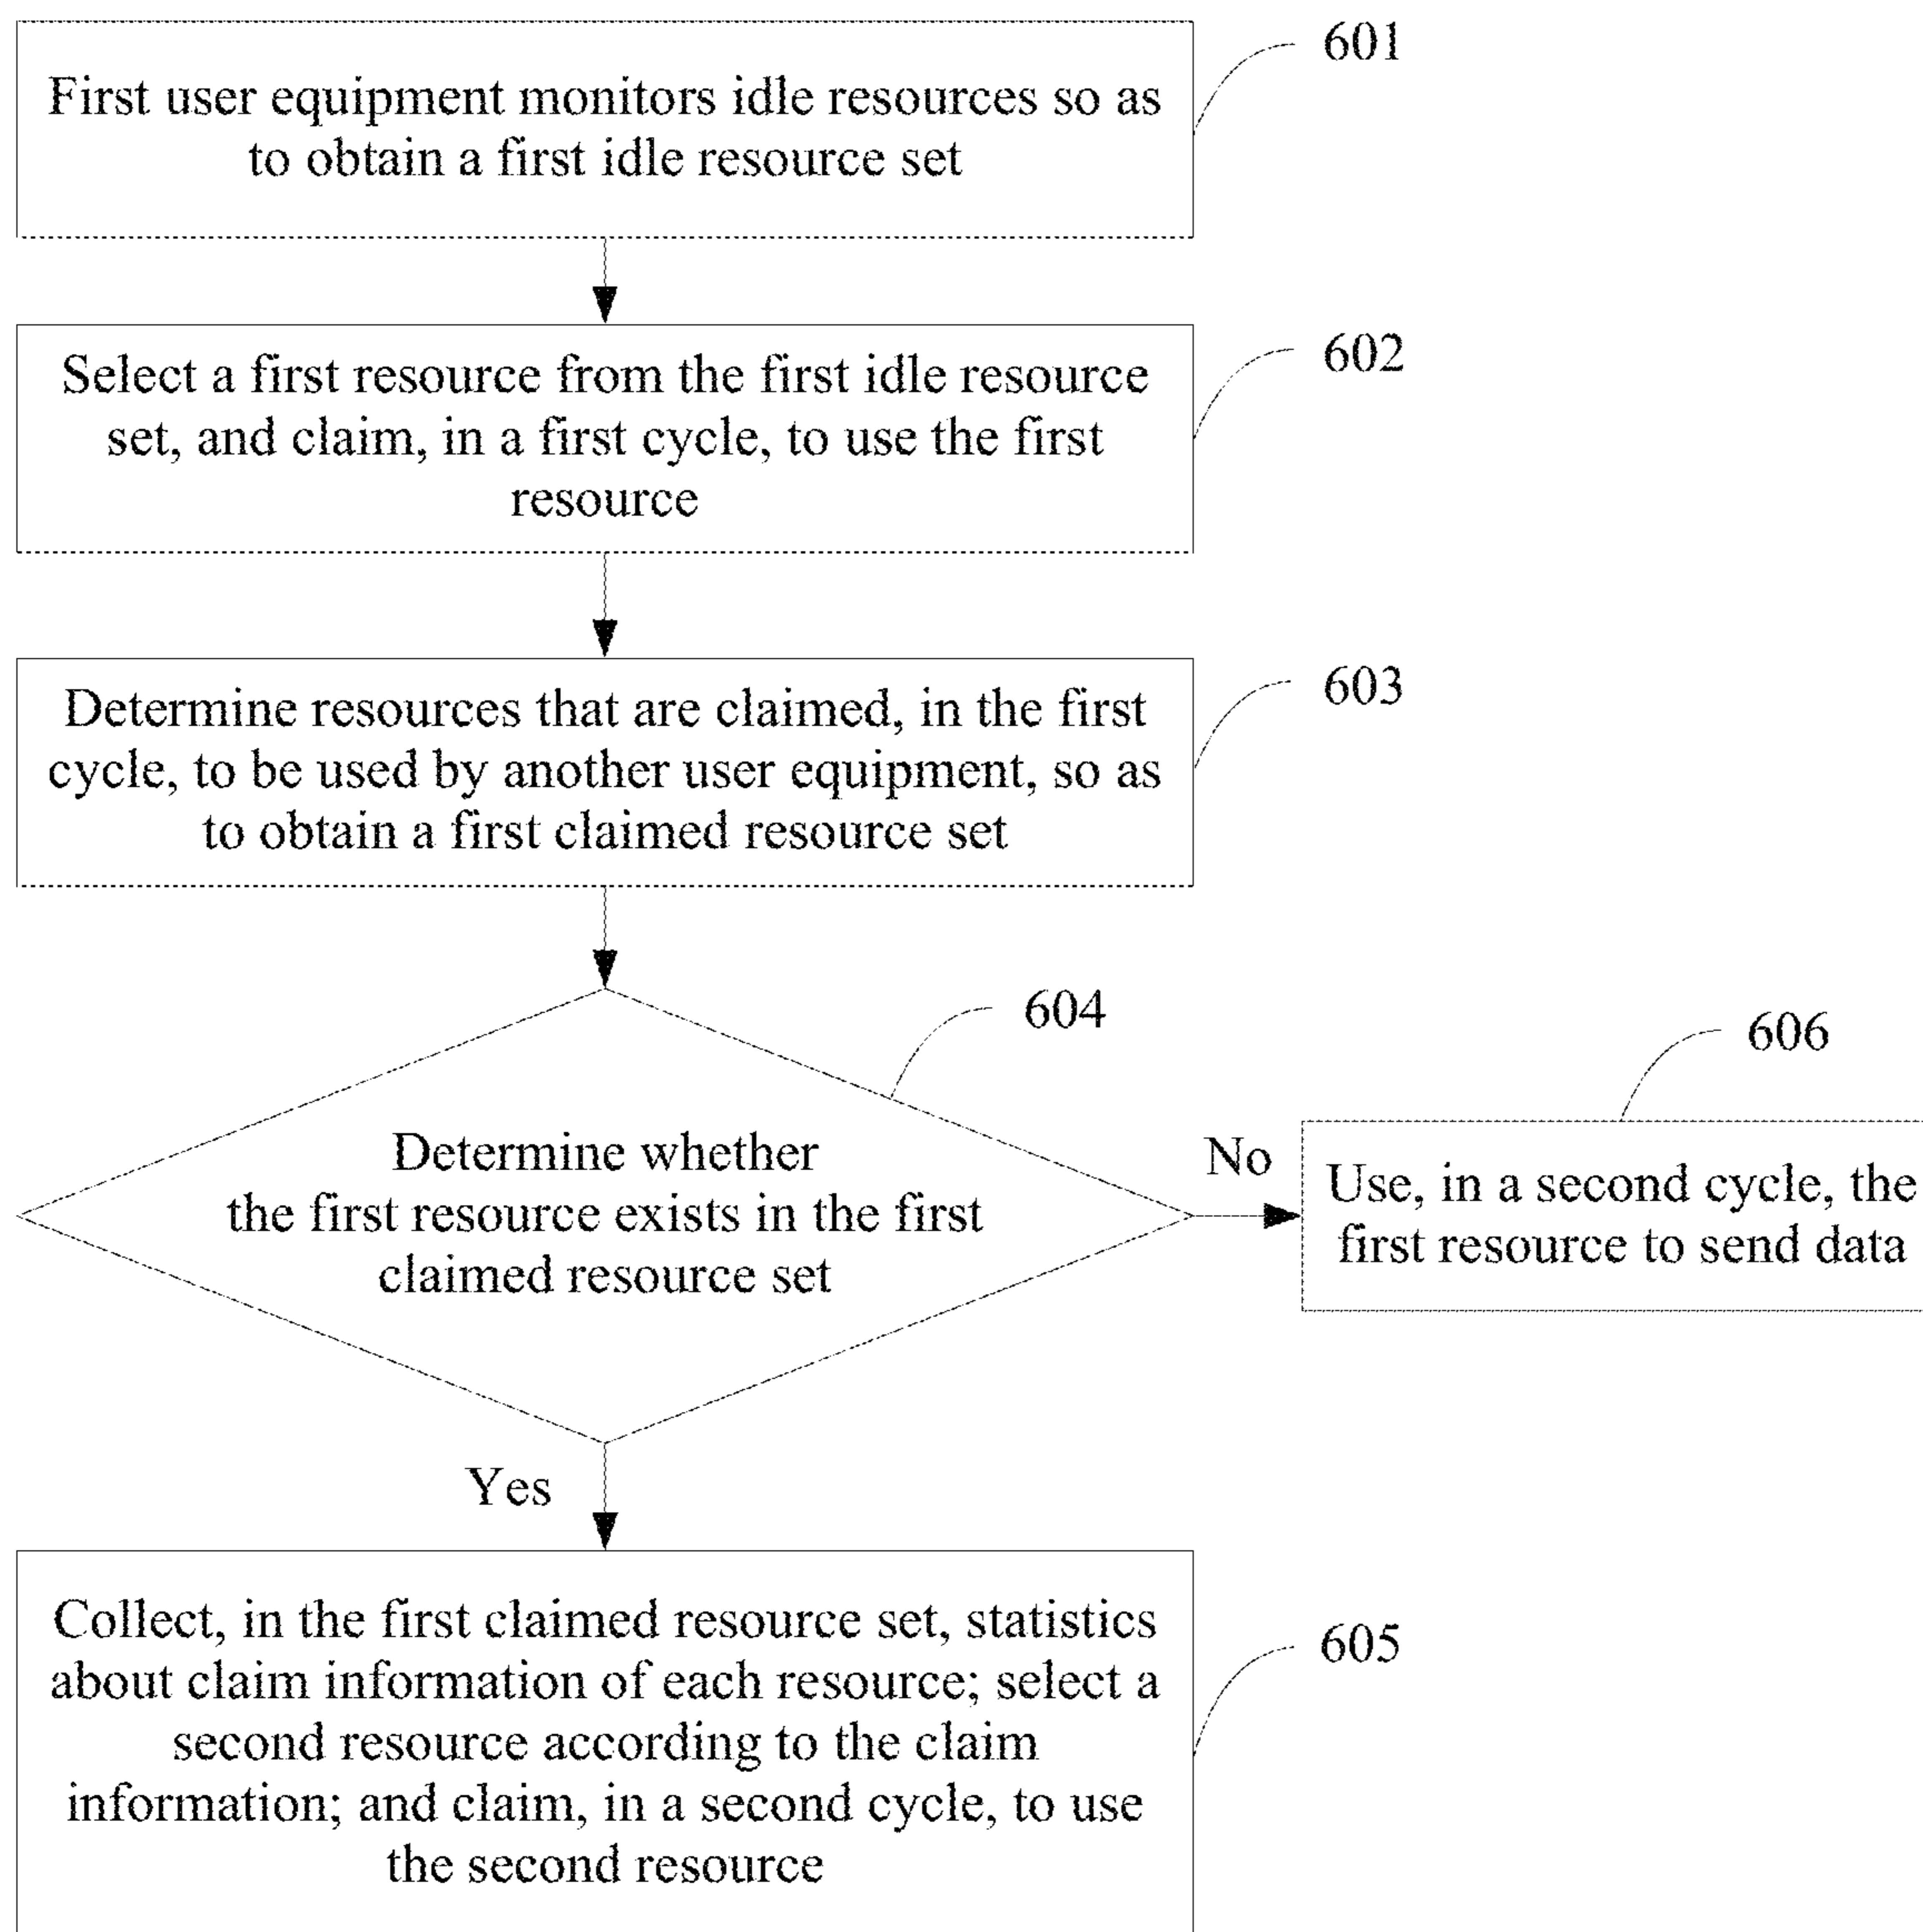 First user equipment monitors idle resources so as
to obtain a first idle resource set
601
Select a first resource from the first idle resource
set, and claim, in a first cycle, to use the first
resource
602
Determine resources that are claimed, in the first
cycle, to be used by another user equipment, so as
to obtain a first claimed resource set
603
604
Determine whether
the first resource exists in the first
claimed resource set
No
606
Use, in a second cycle, the
first resource to send data
Yes
Collect, in the first claimed resource set, statistics
about claim information of each resource; select a
second resource according to the claim
information; and claim, in a second cycle, to use
the second resource
605